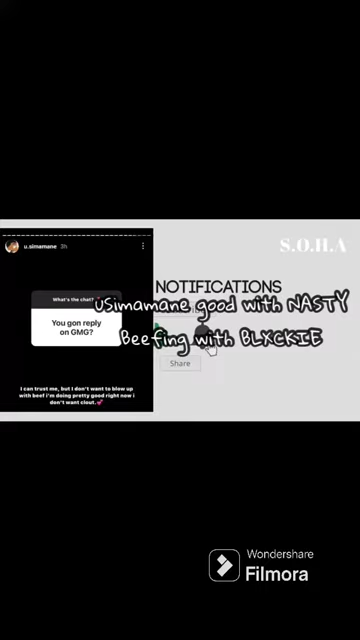 S.O.H.A
u.simamane 3h
What's the chat?
You gon reply
on GMG?
I can trust me, but I don't want to blow up
with beef i'm doing pretty good right now i
don't want clout.💕
NOTIFICATIONS
uSimamane good with NASTY
Beefing with BLXCKIE
Share
Wondershare
Filmora